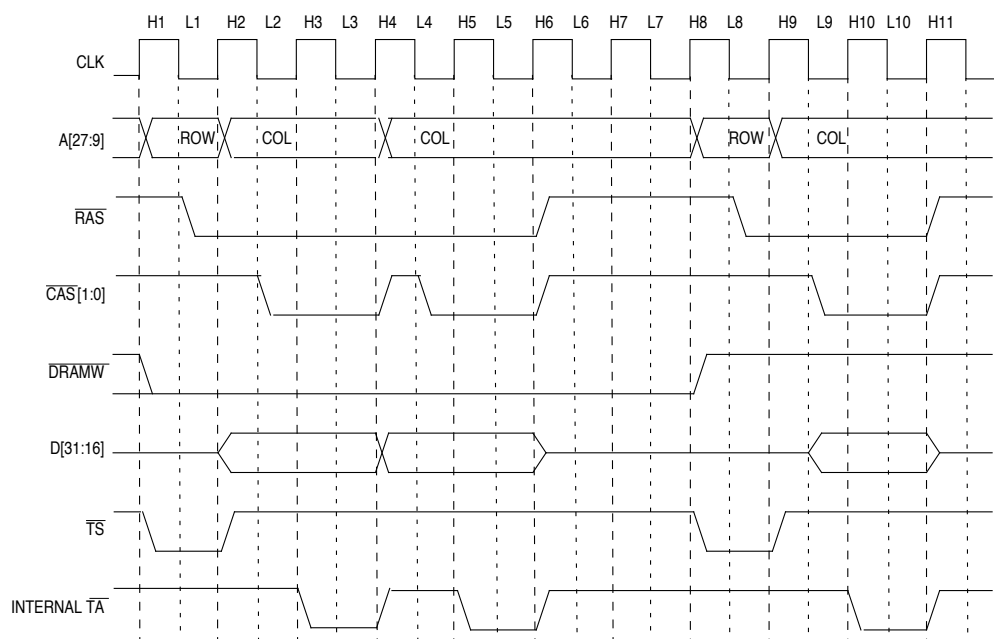 H1 L1 H2 L2 H3 L3 H4 L4 H5 L5 H6 L6 H7 L7 H8 L8 H9 L9 H10 L10 H11
CLK
A[27:9] ROW COL COL ROW COL
RAS
CAS[1:0]
DRAMW
D[31:16]
TS
INTERNAL TA